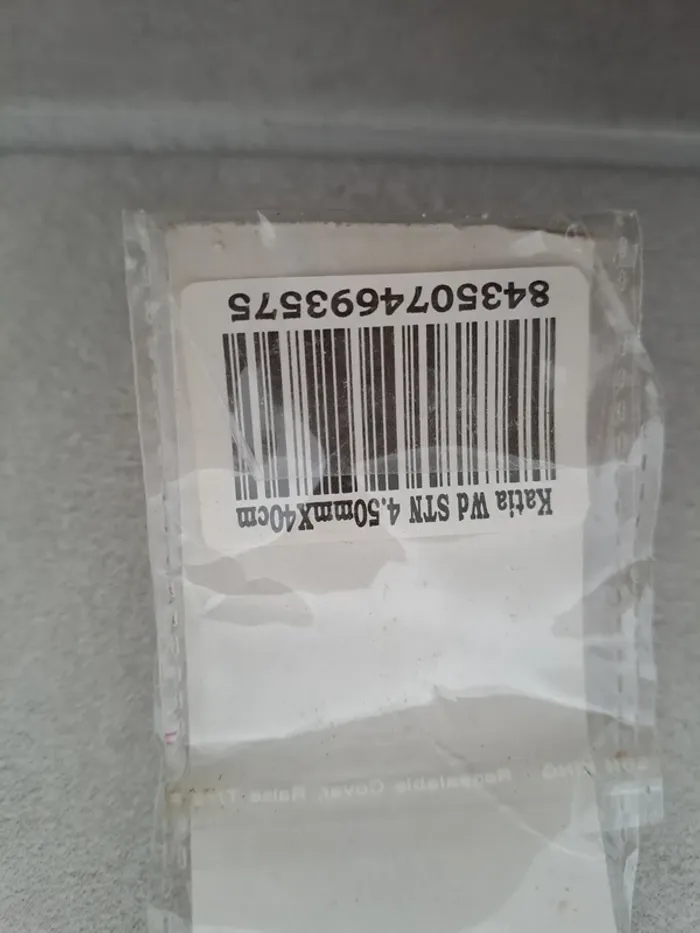 Katia Wd STN 4.50mmX40cm
8435074693575
Resealable Cover, Raise